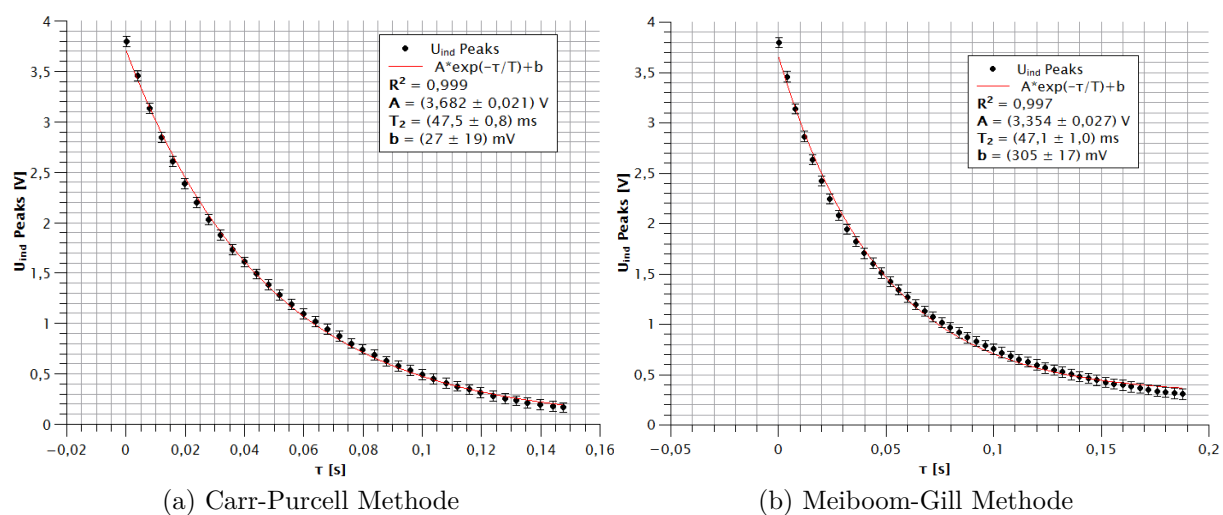 4
3,5
3
2,5
2
1,5
1
0,5
0
U_ind Peaks [V]
U_ind Peaks
A*exp(-τ/T)+b
R² = 0,999
A = (3,682 ± 0,021) V
T₂ = (47,5 ± 0,8) ms
b = (27 ± 19) mV
−0,02 0 0,02 0,04 0,06 0,08 0,1 0,12 0,14 0,16
τ [s]
(a) Carr-Purcell Methode
4
3,5
3
2,5
2
1,5
1
0,5
0
U_ind Peaks [V]
U_ind Peaks
A*exp(-τ/T)+b
R² = 0,997
A = (3,354 ± 0,027) V
T₂ = (47,1 ± 1,0) ms
b = (305 ± 17) mV
−0,05 0 0,05 0,1 0,15 0,2
τ [s]
(b) Meiboom-Gill Methode